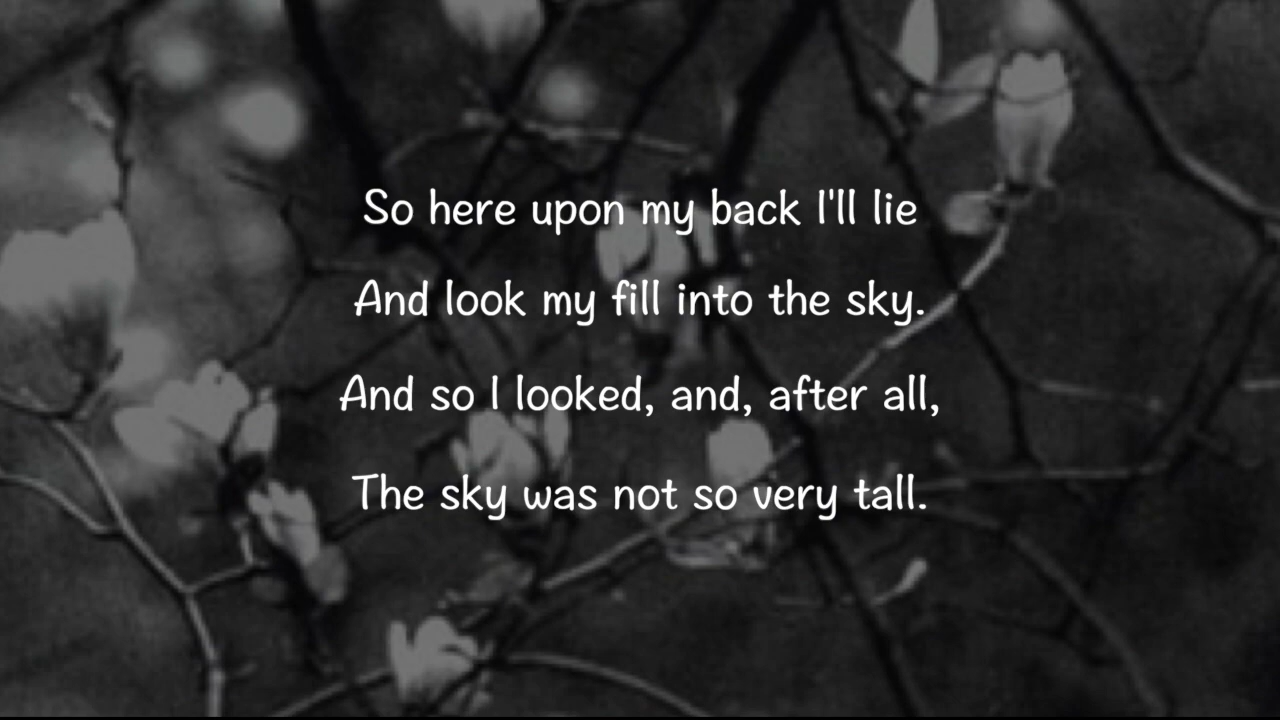 So here upon my back I'll lie
And look my fill into the sky.
And so I looked, and, after all,
The sky was not so very tall.